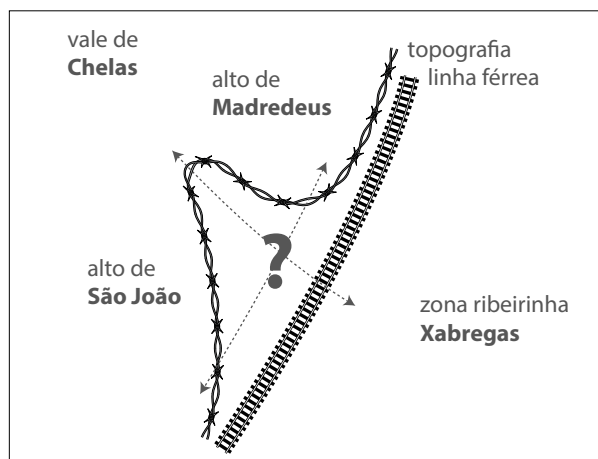 vale de
Chelas
alto de
Madredeus
topografia
linha férrea
?
alto de
São João
zona ribeirinha
Xabregas